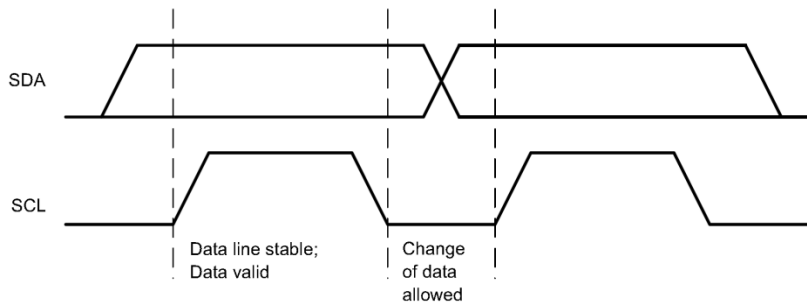 SDA
SCL
Data line stable;
Data valid
Change
of data
allowed